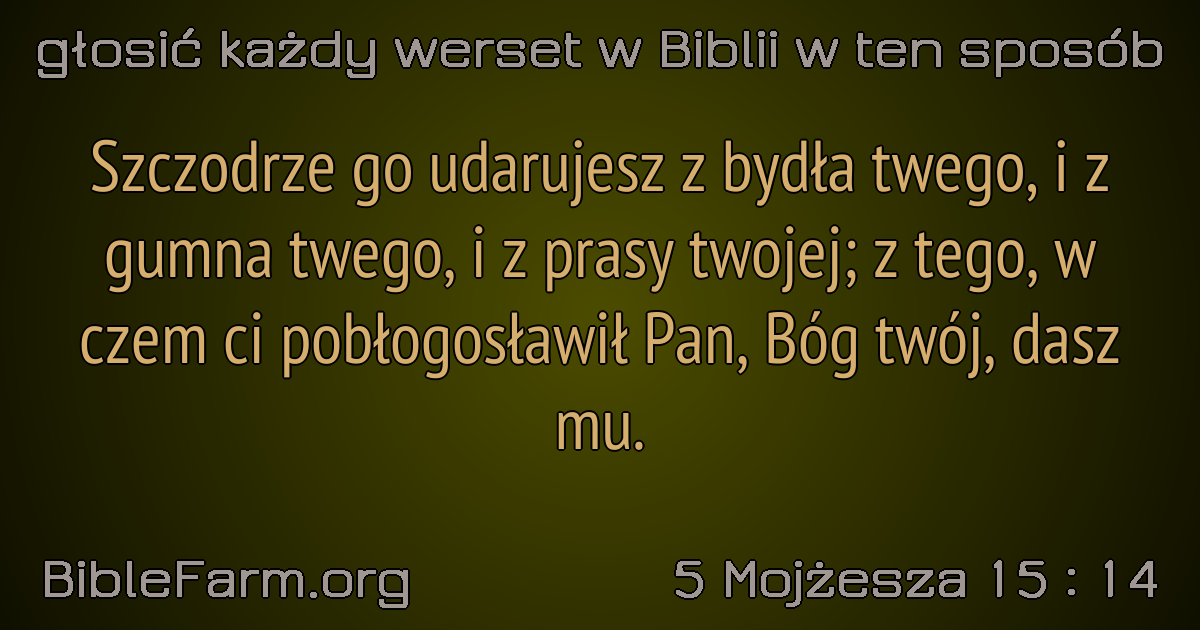 głosić każdy werset w Biblii w ten sposób
Szczodrze go udarujesz z bydła twego, i z
gumna twego, i z prasy twojej; z tego, w
czem ci pobłogosławił Pan, Bóg twój, dasz
mu.
BibleFarm.org
5 Mojżesza 15 : 14